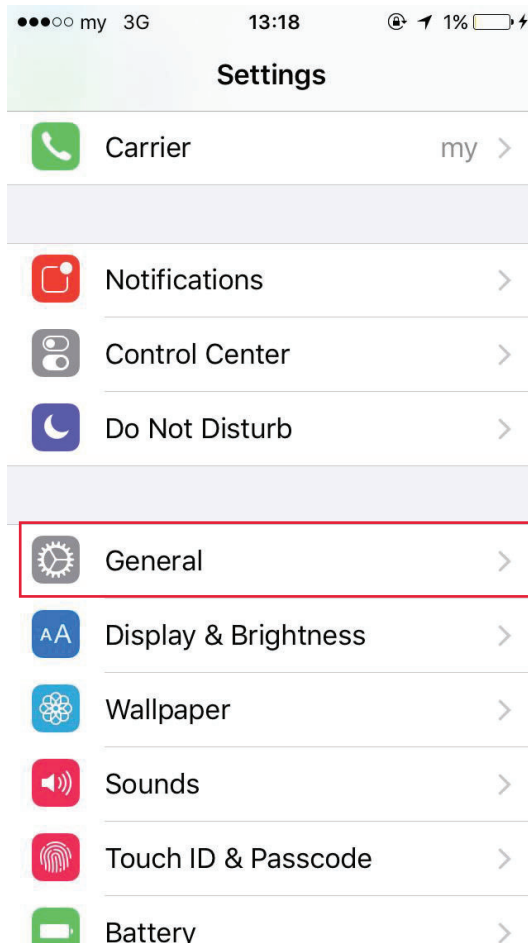 my 3G 13:18 1%
Settings
Carrier my
Notifications
Control Center
Do Not Disturb
General
AA Display & Brightness
Wallpaper
Sounds
Touch ID & Passcode
Battery